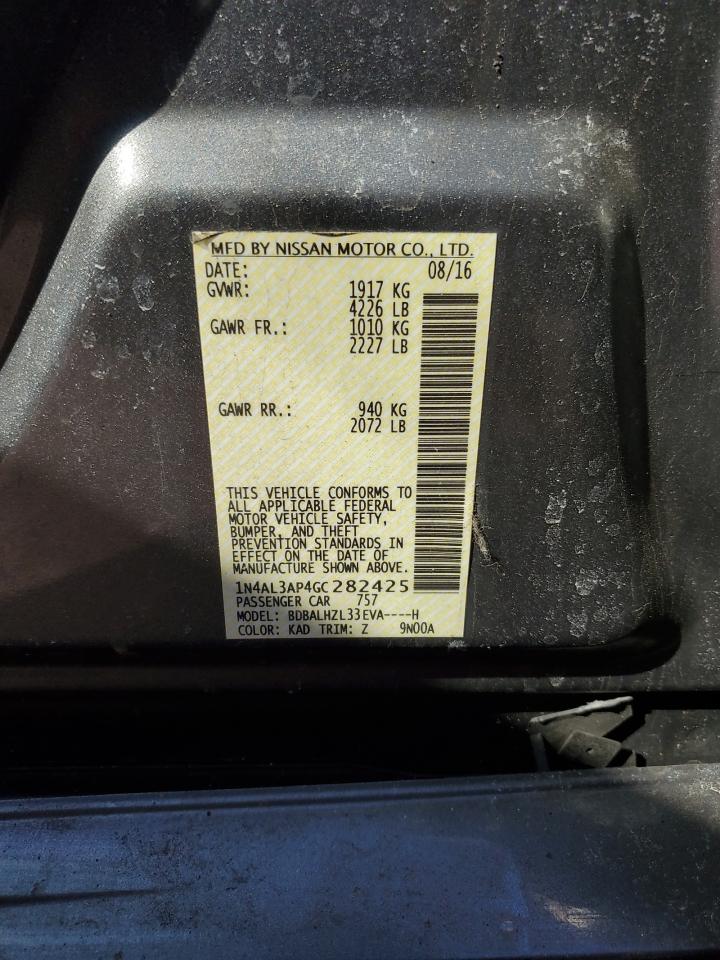 MFD BY NISSAN MOTOR CO., LTD.
DATE: 08/16
GVWR: 1917 KG
4226 LB
GAWR FR.: 1010 KG
2227 LB
GAWR RR.: 940 KG
2072 LB
THIS VEHICLE CONFORMS TO
ALL APPLICABLE FEDERAL
MOTOR VEHICLE SAFETY,
BUMPER, AND THEFT
PREVENTION STANDARDS IN
EFFECT ON THE DATE OF
MANUFACTURE SHOWN ABOVE.
1N4AL3AP4GC282425
PASSENGER CAR 757
MODEL: BDBALHZL33EVA----H
COLOR: KAD TRIM: Z 9N00A